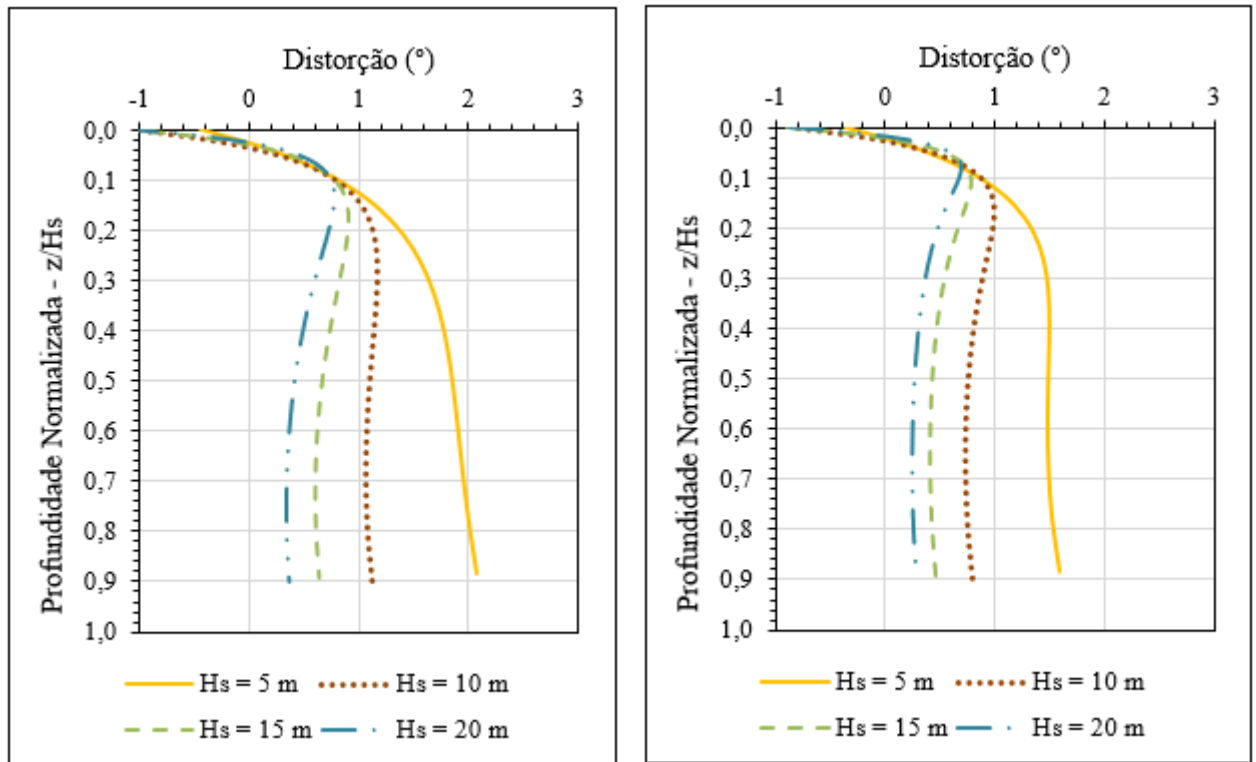 Distorção (°)
-1 0 1 2 3
0,0
0,1
0,2
0,3
0,4
0,5
0,6
0,7
0,8
0,9
1,0
Profundidade Normalizada - z/Hs
Hs = 5 m Hs = 10 m
Hs = 15 m Hs = 20 m
Distorção (°)
-1 0 1 2 3
0,0
0,1
0,2
0,3
0,4
0,5
0,6
0,7
0,8
0,9
1,0
Profundidade Normalizada - z/Hs
Hs = 5 m Hs = 10 m
Hs = 15 m Hs = 20 m